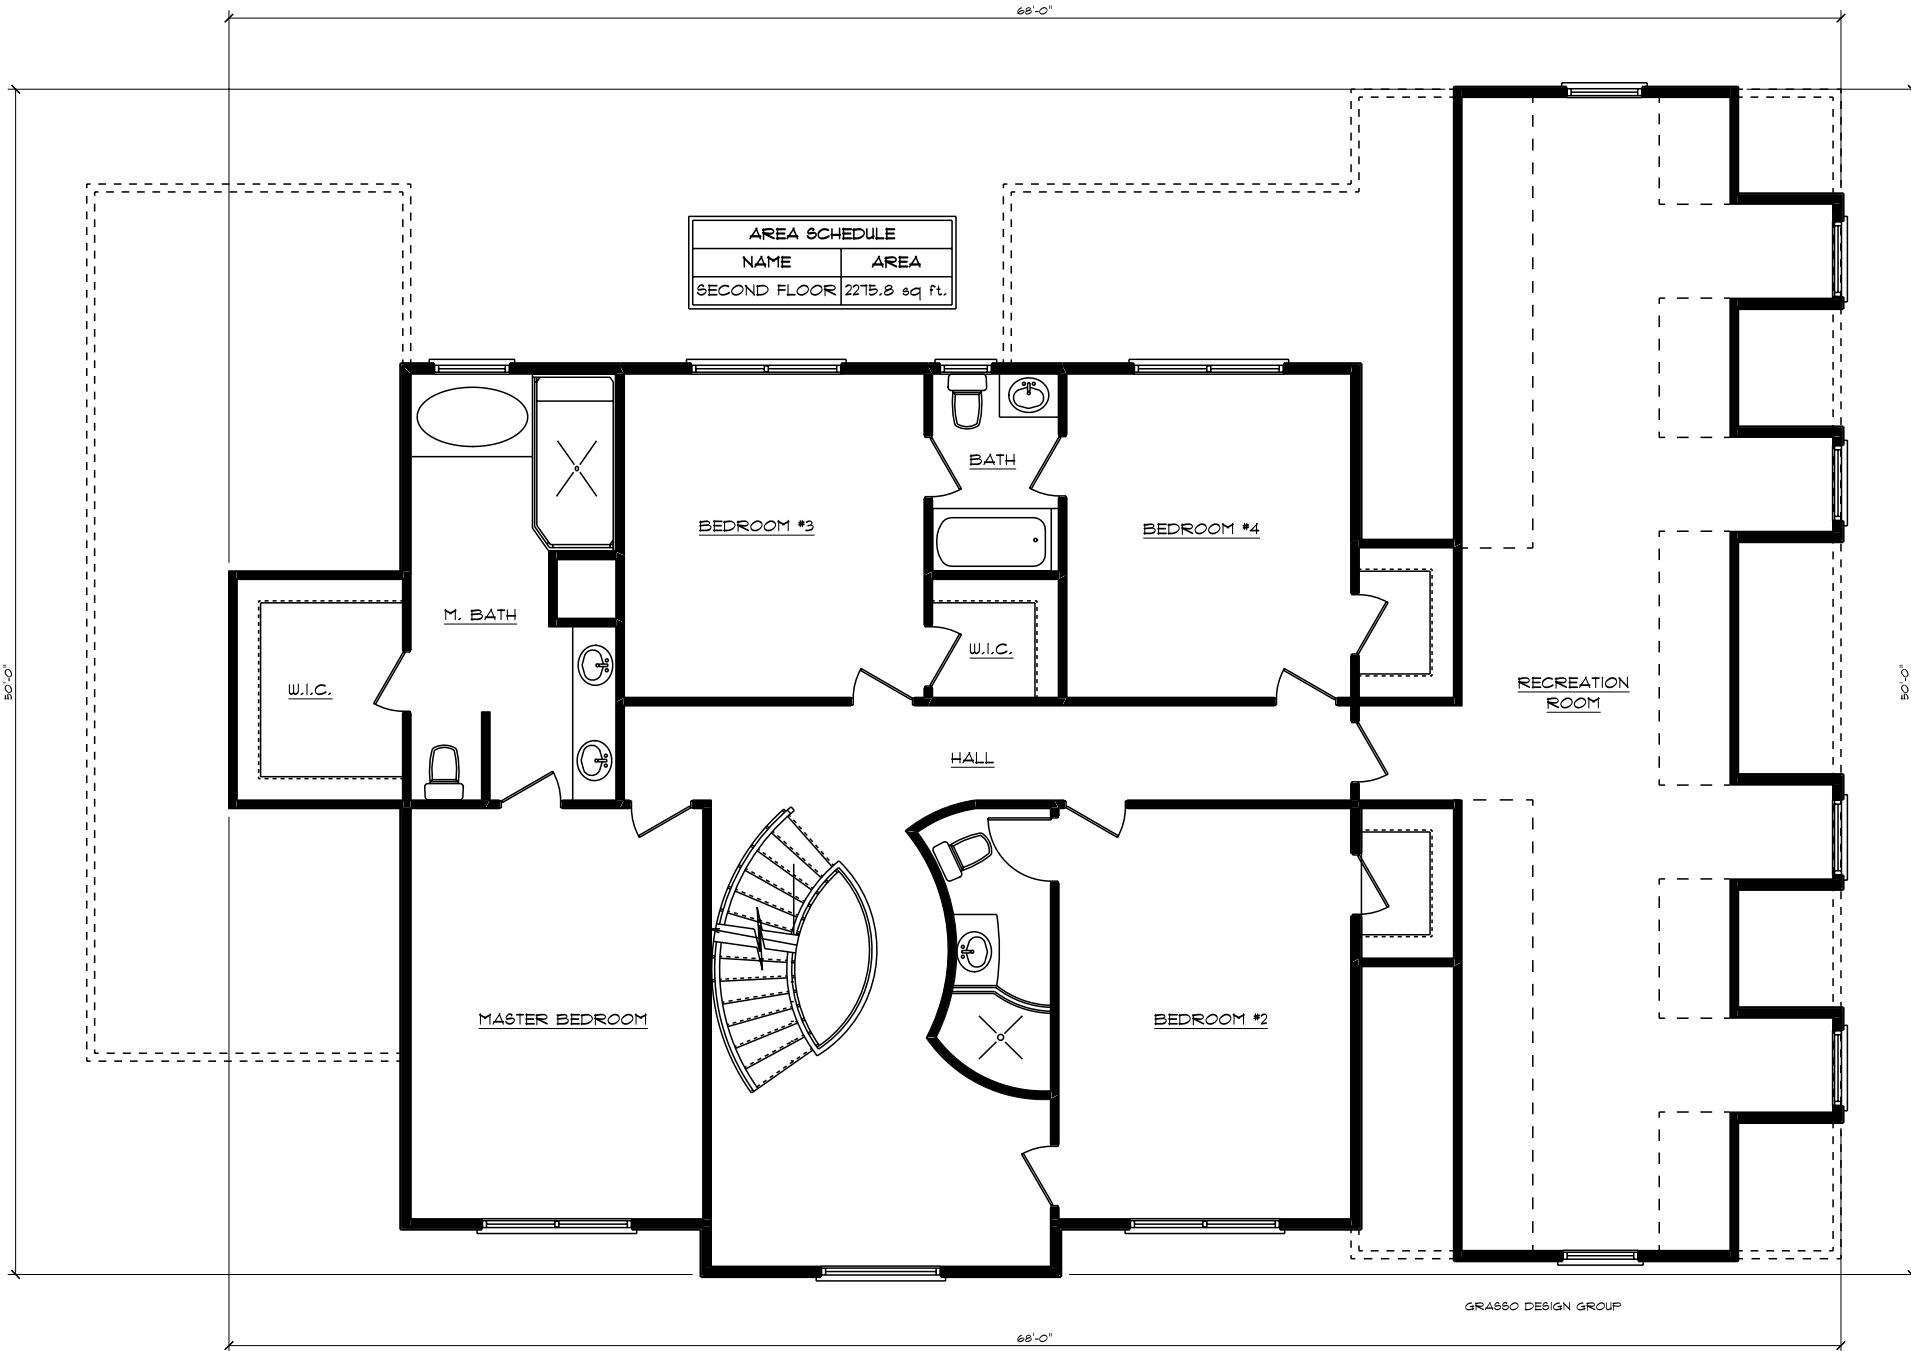 68'-0"
AREA SCHEDULE
NAME AREA
SECOND FLOOR 2275.8 sq ft.
BATH
BEDROOM #3
BEDROOM #4
M. BATH
W.I.C.
W.I.C.
RECREATION
ROOM
50'-0"
50'-0"
HALL
MASTER BEDROOM
BEDROOM #2
GRASSO DESIGN GROUP
68'-0"